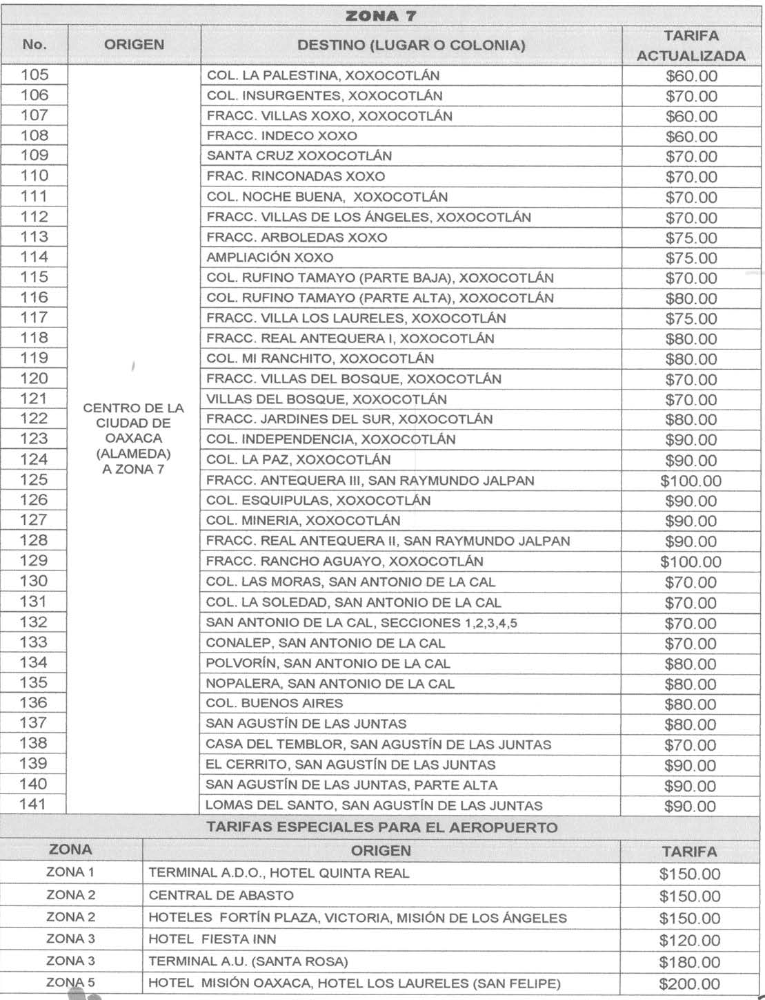 ZONA 7
No. ORIGEN DESTINO (LUGAR O COLONIA) TARIFA ACTUALIZADA
CENTRO DE LA
CIUDAD DE
OAXACA
(ALAMEDA)
A ZONA 7
105 COL. LA PALESTINA, XOXOCOTLÁN $60.00
106 COL. INSURGENTES, XOXOCOTLÁN $70.00
107 FRACC. VILLAS XOXO, XOXOCOTLÁN $60.00
108 FRACC. INDECO XOXO $60.00
109 SANTA CRUZ XOXOCOTLÁN $70.00
110 FRAC. RINCONADAS XOXO $70.00
111 COL. NOCHE BUENA, XOXOCOTLÁN $70.00
112 FRACC. VILLAS DE LOS ÁNGELES, XOXOCOTLÁN $70.00
113 FRACC. ARBOLEDAS XOXO $75.00
114 AMPLIACIÓN XOXO $75.00
115 COL. RUFINO TAMAYO (PARTE BAJA), XOXOCOTLÁN $70.00
116 COL. RUFINO TAMAYO (PARTE ALTA), XOXOCOTLÁN $80.00
117 FRACC. VILLA LOS LAURELES, XOXOCOTLÁN $75.00
118 FRACC. REAL ANTEQUERA I, XOXOCOTLÁN $80.00
119 COL. MI RANCHITO, XOXOCOTLÁN $80.00
120 FRACC. VILLAS DEL BOSQUE, XOXOCOTLÁN $70.00
121 VILLAS DEL BOSQUE, XOXOCOTLÁN $70.00
122 FRACC. JARDINES DEL SUR, XOXOCOTLÁN $80.00
123 COL. INDEPENDENCIA, XOXOCOTLÁN $90.00
124 COL. LA PAZ, XOXOCOTLÁN $90.00
125 FRACC. ANTEQUERA III, SAN RAYMUNDO JALPAN $100.00
126 COL. ESQUIPULAS, XOXOCOTLÁN $90.00
127 COL. MINERIA, XOXOCOTLÁN $90.00
128 FRACC. REAL ANTEQUERA II, SAN RAYMUNDO JALPAN $90.00
129 FRACC. RANCHO AGUAYO, XOXOCOTLÁN $100.00
130 COL. LAS MORAS, SAN ANTONIO DE LA CAL $70.00
131 COL. LA SOLEDAD, SAN ANTONIO DE LA CAL $70.00
132 SAN ANTONIO DE LA CAL, SECCIONES 1,2,3,4,5 $70.00
133 CONALEP, SAN ANTONIO DE LA CAL $70.00
134 POLVORÍN, SAN ANTONIO DE LA CAL $80.00
135 NOPALERA, SAN ANTONIO DE LA CAL $80.00
136 COL. BUENOS AIRES $80.00
137 SAN AGUSTÍN DE LAS JUNTAS $80.00
138 CASA DEL TEMBLOR, SAN AGUSTÍN DE LAS JUNTAS $70.00
139 EL CERRITO, SAN AGUSTÍN DE LAS JUNTAS $90.00
140 SAN AGUSTÍN DE LAS JUNTAS, PARTE ALTA $90.00
141 LOMAS DEL SANTO, SAN AGUSTÍN DE LAS JUNTAS $90.00
TARIFAS ESPECIALES PARA EL AEROPUERTO
ZONA ORIGEN TARIFA
ZONA 1 TERMINAL A.D.O., HOTEL QUINTA REAL $150.00
ZONA 2 CENTRAL DE ABASTO $150.00
ZONA 2 HOTELES FORTÍN PLAZA, VICTORIA, MISIÓN DE LOS ÁNGELES $150.00
ZONA 3 HOTEL FIESTA INN $120.00
ZONA 3 TERMINAL A.U. (SANTA ROSA) $180.00
ZONA 5 HOTEL MISIÓN OAXACA, HOTEL LOS LAURELES (SAN FELIPE) $200.00